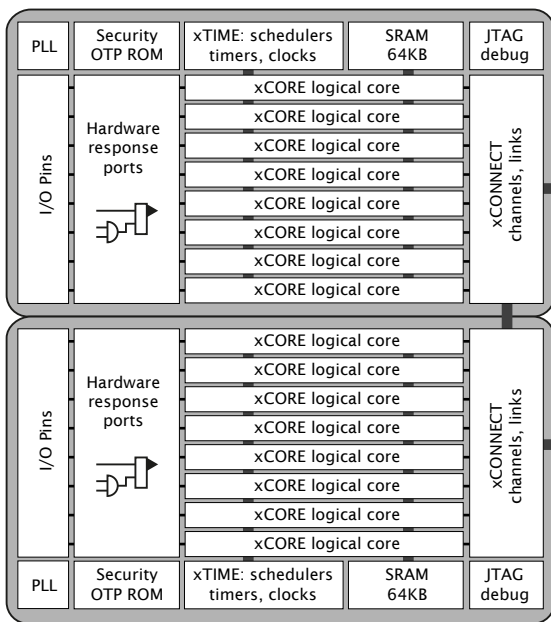 PLL
Security
OTP ROM
xTIME: schedulers
timers, clocks
SRAM
64KB
JTAG
debug
I/O Pins
Hardware
response
ports
xCORE logical core
xCORE logical core
xCORE logical core
xCORE logical core
xCORE logical core
xCORE logical core
xCORE logical core
xCORE logical core
xCONNECT
channels, links
I/O Pins
Hardware
response
ports
xCORE logical core
xCORE logical core
xCORE logical core
xCORE logical core
xCORE logical core
xCORE logical core
xCORE logical core
xCORE logical core
xCONNECT
channels, links
PLL
Security
OTP ROM
xTIME: schedulers
timers, clocks
SRAM
64KB
JTAG
debug